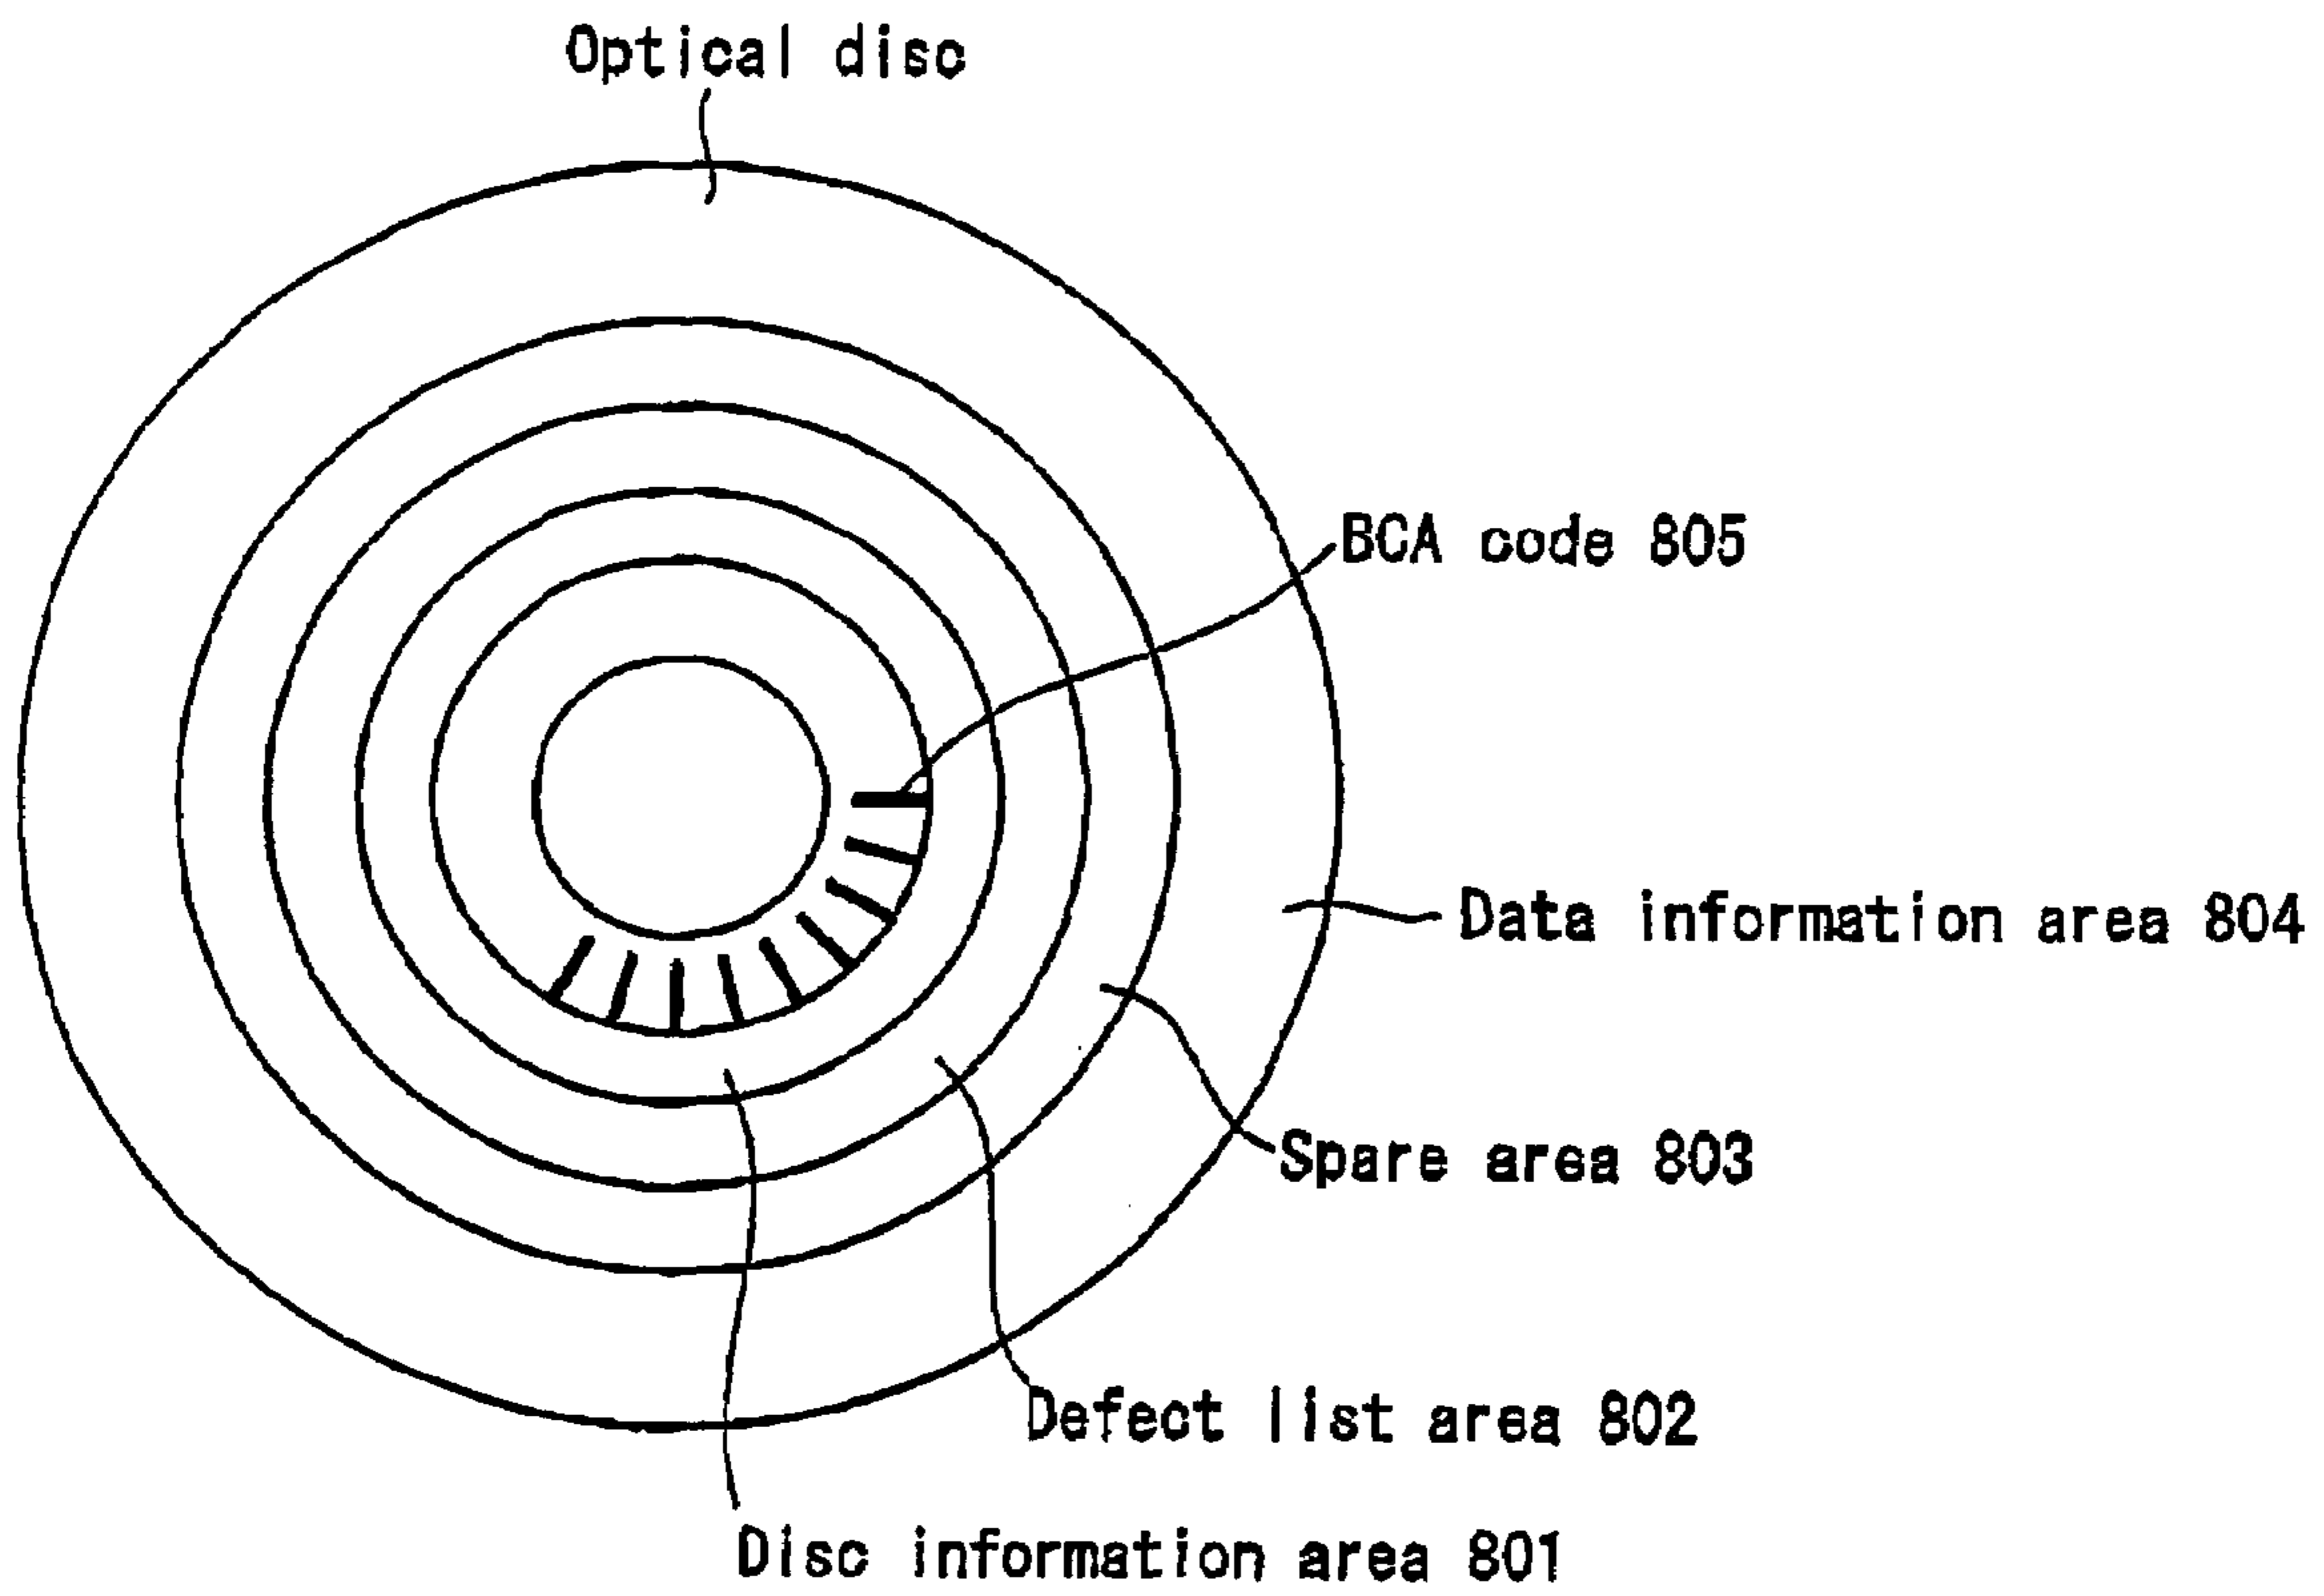 Optical disc
BCA code 805
Data information area 804
Spare area 803
Defect list area 802
Disc information area 801